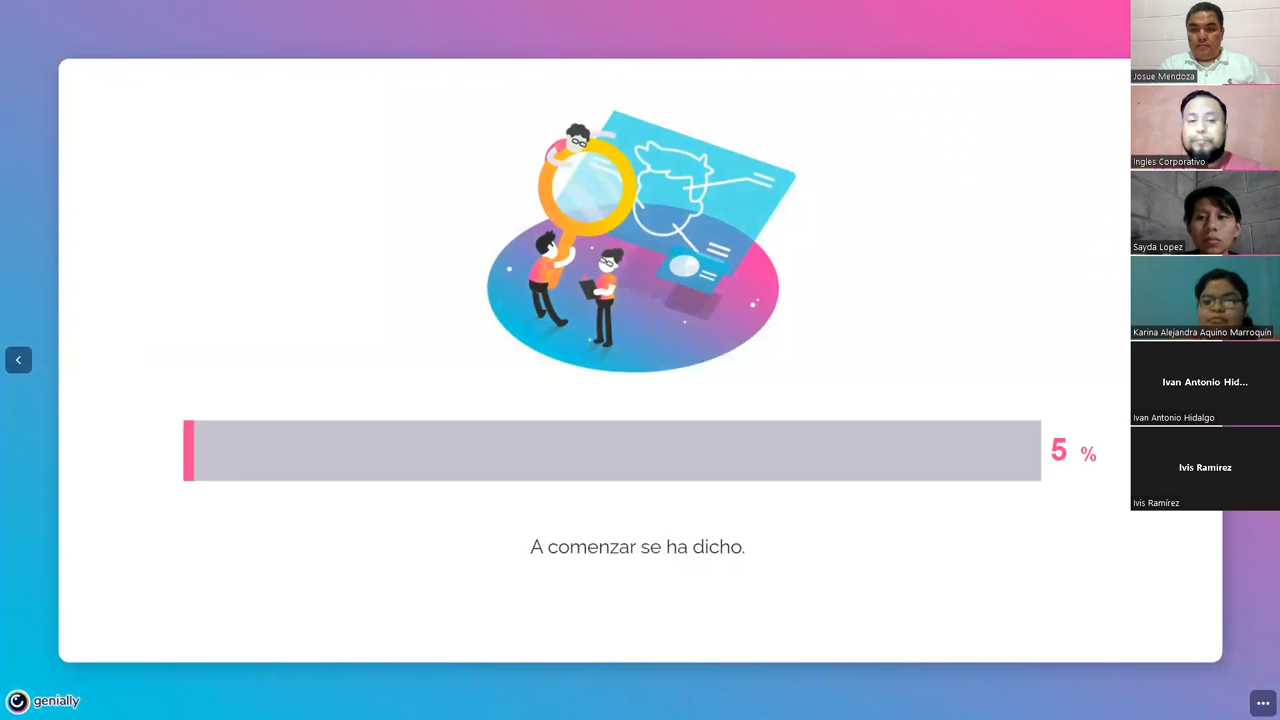 Josue Mendoza
Ingles Corporativo
Sayda Lopez
Karina Alejandra Aquino Marroquín
Ivan Antonio Hid...
Ivan Antonio Hidalgo
Ivis Ramirez
Ivis Ramírez
5 %
A comenzar se ha dicho.
genially